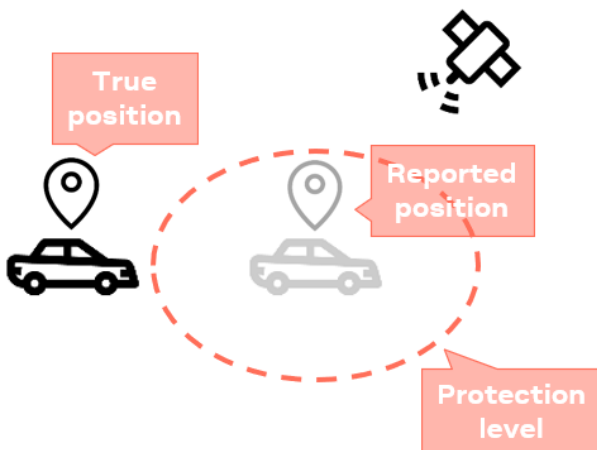 True
position
Reported
position
Protection
level